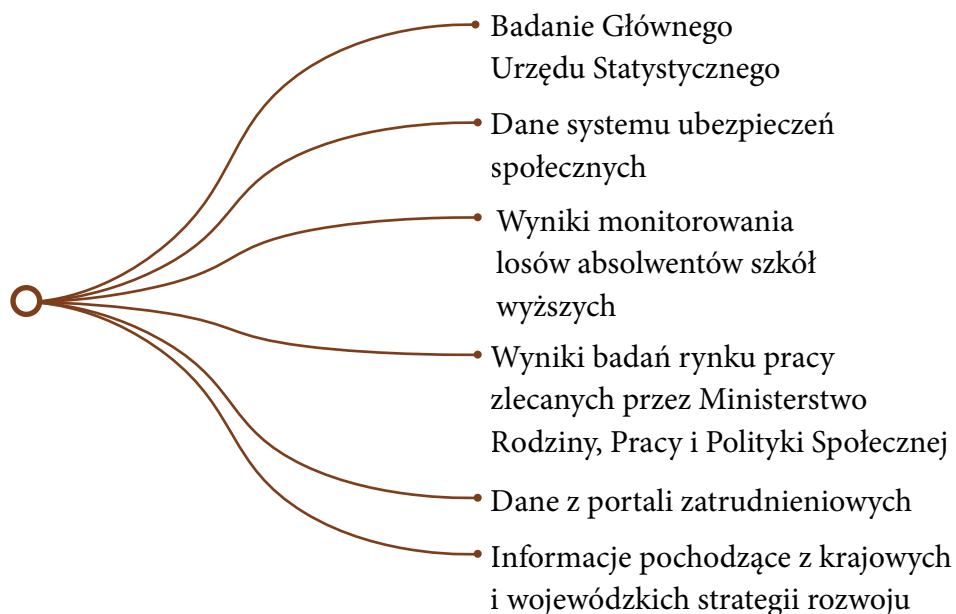 Badanie Głównego
Urzędu Statystycznego
Dane systemu ubezpieczeń
społecznych
Wyniki monitorowania
losów absolwentów szkół
wyższych
Wyniki badań rynku pracy
zlecanych przez Ministerstwo
Rodziny, Pracy i Polityki Społecznej
Dane z portali zatrudnieniowych
Informacje pochodzące z krajowych
i wojewódzkich strategii rozwoju